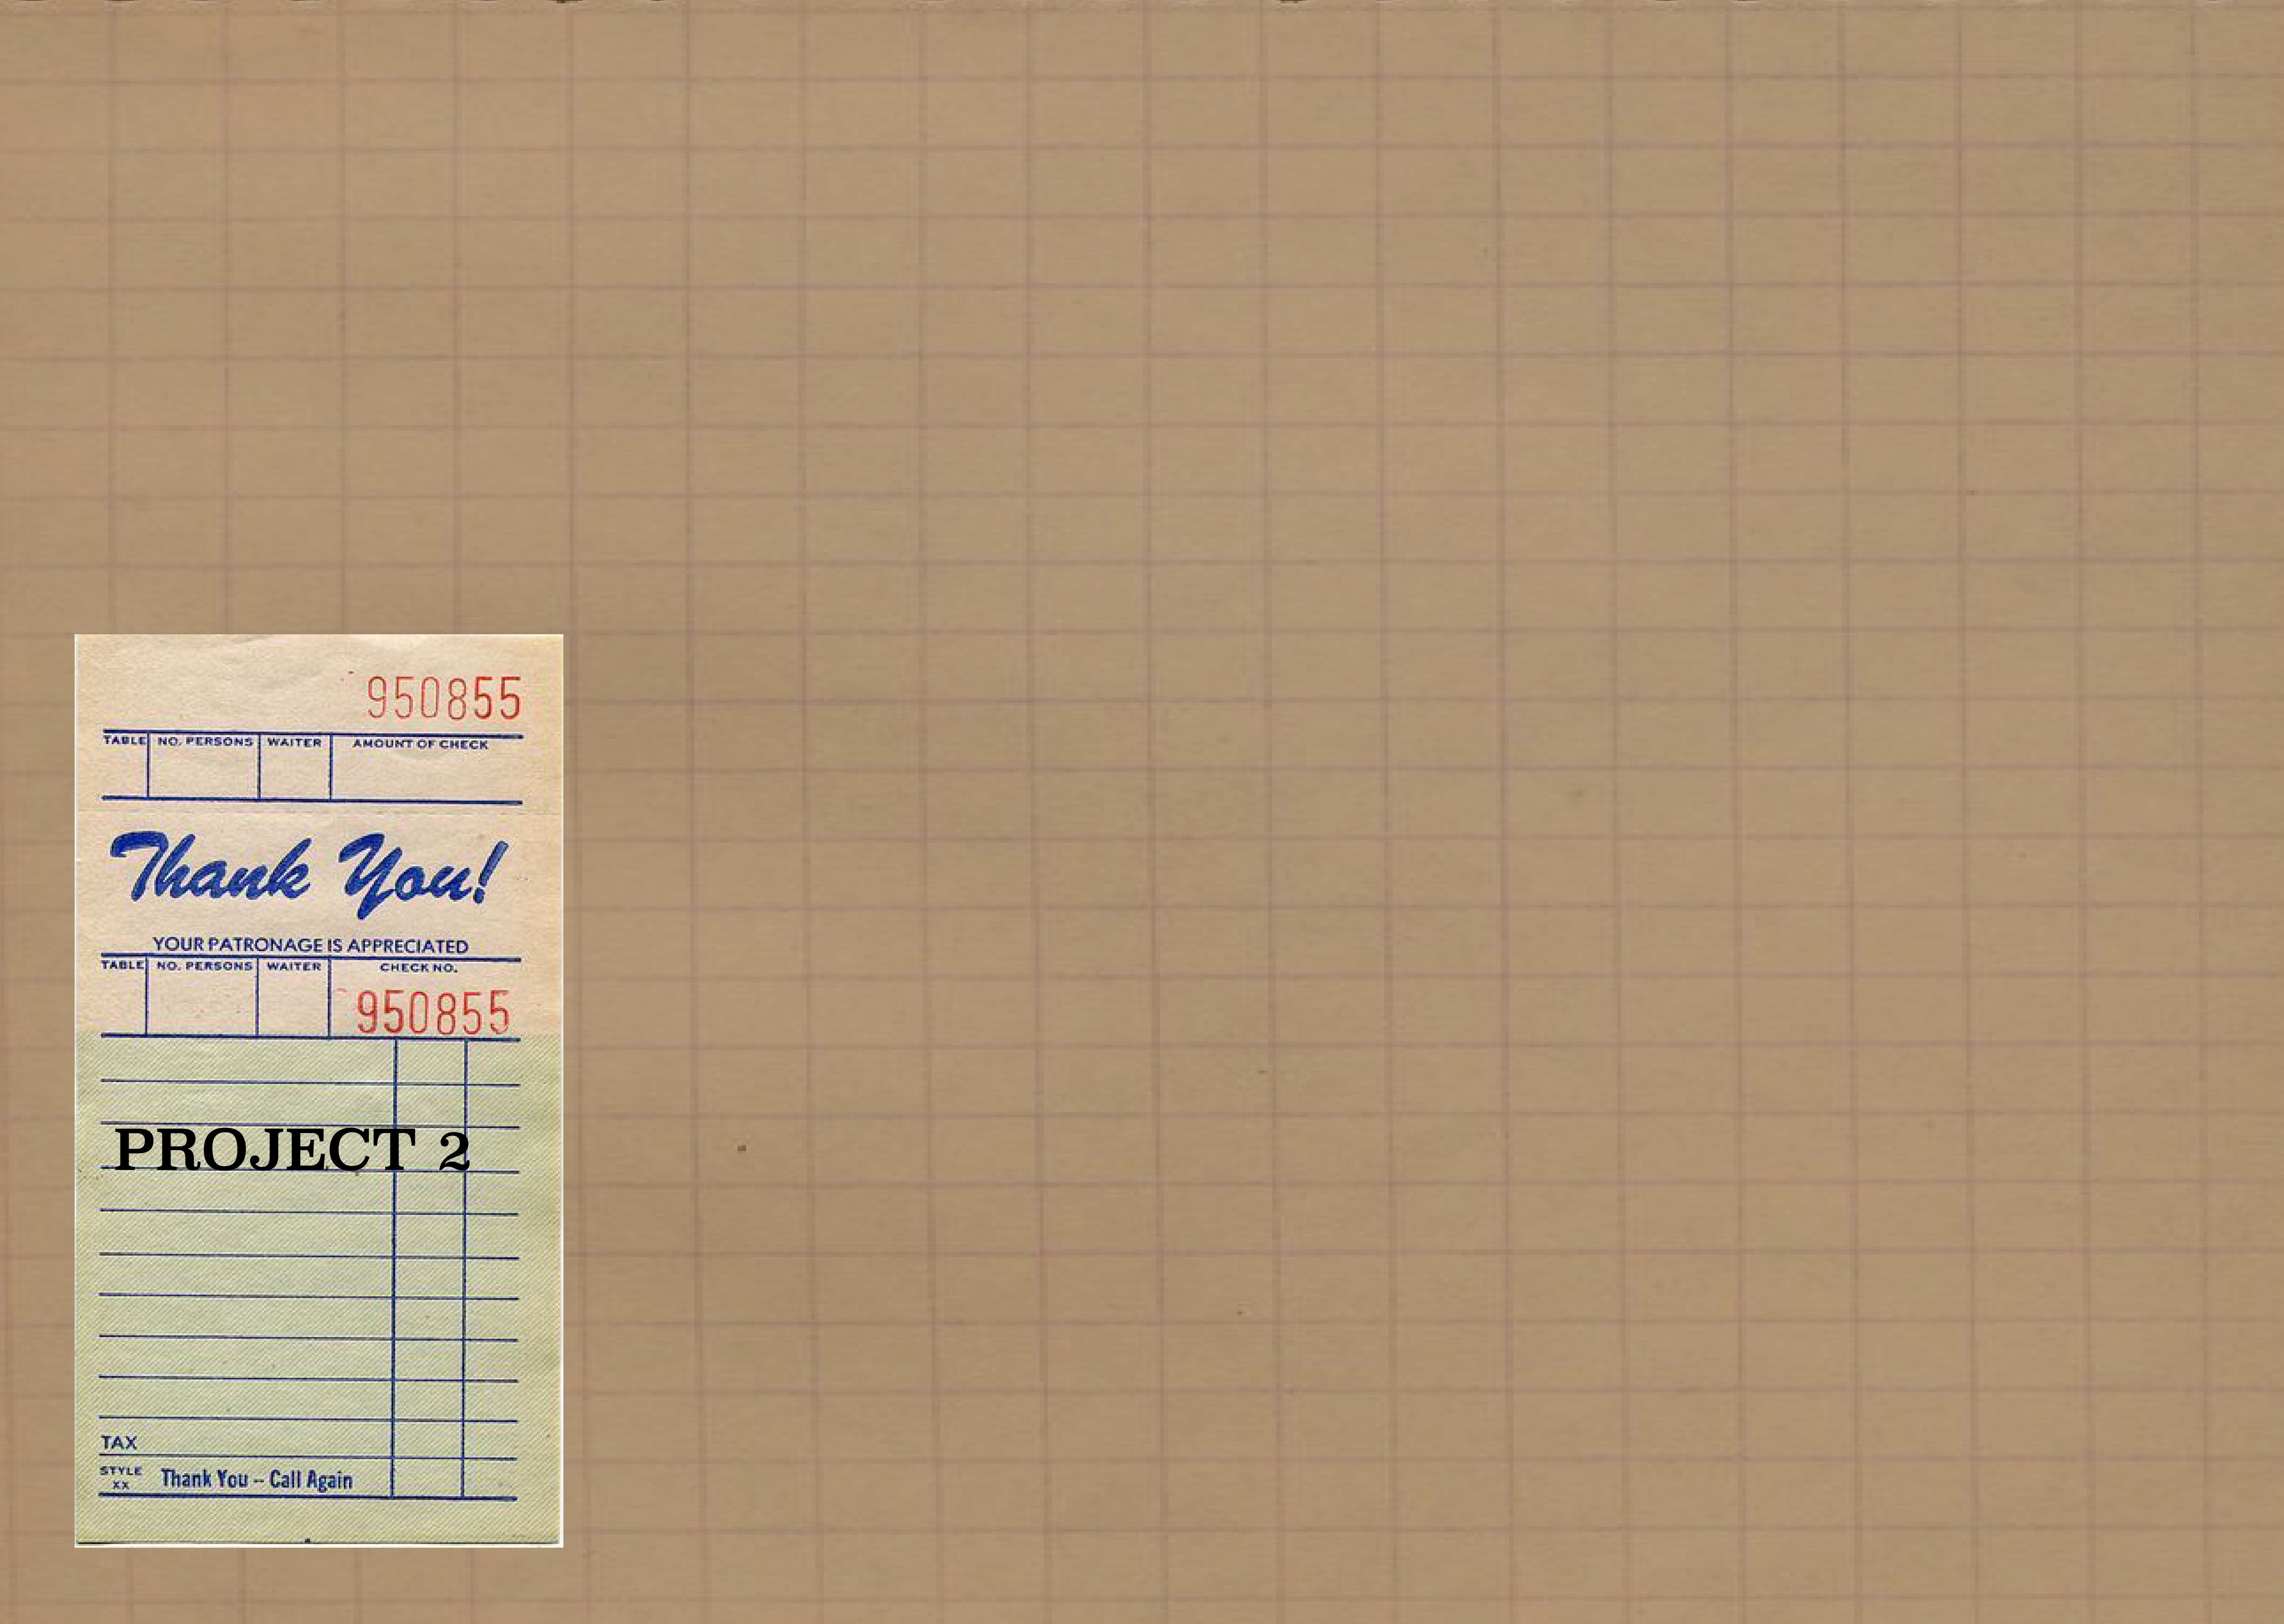 950855
TABLE NO. PERSONS WAITER AMOUNT OF CHECK
Thank You!
YOUR PATRONAGE IS APPRECIATED
TABLE NO. PERSONS WAITER CHECK NO.
950855
PROJECT 2
TAX
STYLE XX Thank You -- Call Again